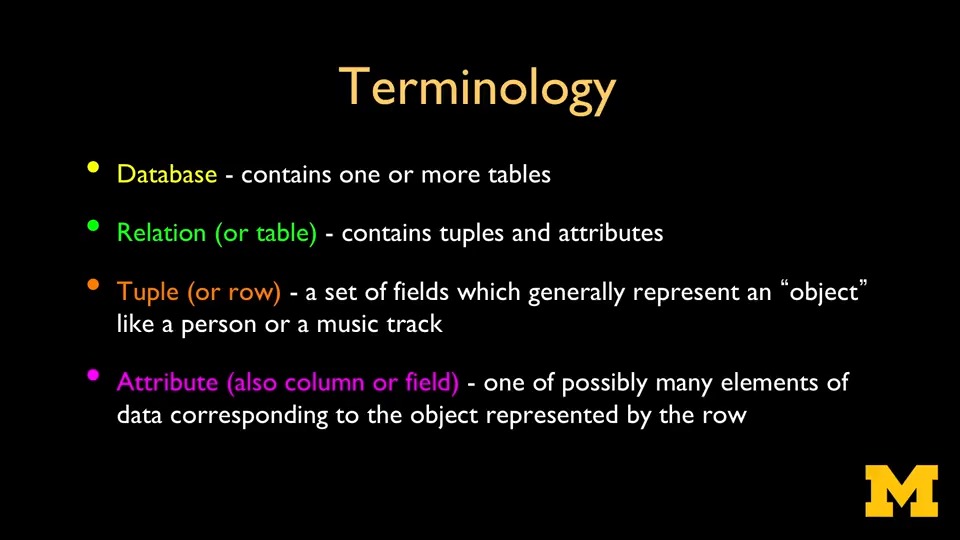 Terminology
• Database - contains one or more tables
• Relation (or table) - contains tuples and attributes
• Tuple (or row) - a set of fields which generally represent an “object”
like a person or a music track
• Attribute (also column or field) - one of possibly many elements of
data corresponding to the object represented by the row
M